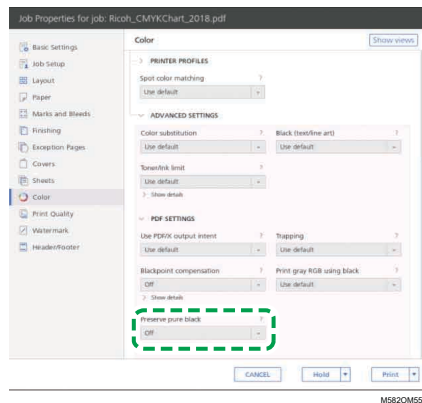 Job Properties for job: Ricoh_CMYKChart_2018.pdf
Basic Settings
Job Setup
Layout
Paper
Marks and Bleeds
Finishing
Exception Pages
Covers
Sheets
Color
Print Quality
Watermark
Header/Footer
Color
Show views
> PRINTER PROFILES
Spot color matching ?
Use default
ADVANCED SETTINGS
Color substitution ? Black (text/line art) ?
Use default Use default
Toner/Ink limit ?
Use default
> Show details
PDF SETTINGS
Use PDF/X output intent ? Trapping ?
Use default Use default
Blackpoint compensation ? Print gray RGB using black ?
Off Use default
> Show details
Preserve pure black ?
Off
CANCEL Hold Print
M582OM55